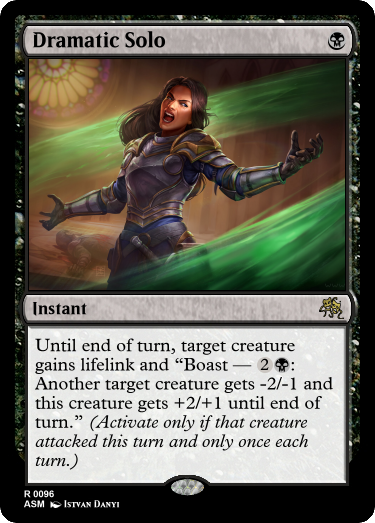 Dramatic Solo
Instant
Until end of turn, target creature
gains lifelink and “Boast — 2 :
Another target creature gets -2/-1 and
this creature gets +2/+1 until end of
turn.” (Activate only if that creature
attacked this turn and only once each
turn.)
R 0096
ASM Istvan Danyi